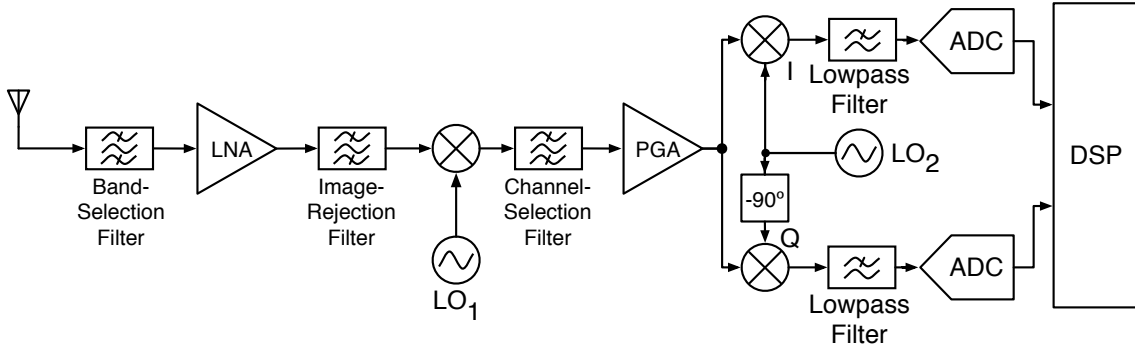 Band-
Selection
Filter
LNA
Image-
Rejection
Filter
LO1
Channel-
Selection
Filter
PGA
I
Lowpass
Filter
ADC
LO2
-90º
Q
Lowpass
Filter
ADC
DSP